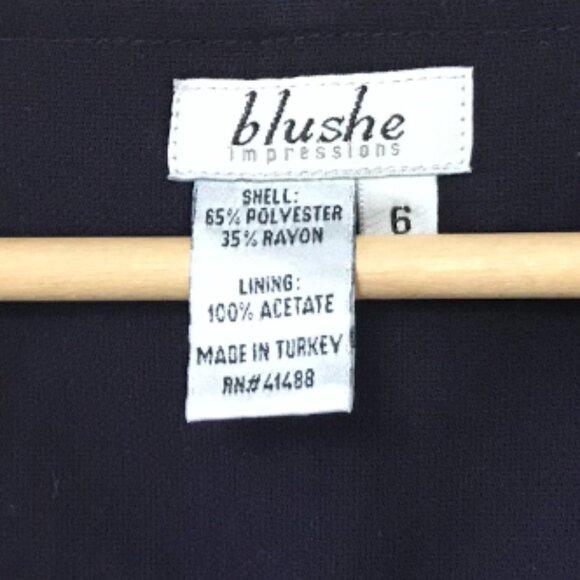 blushe
impressions
SHELL:
65% POLYESTER
35% RAYON
6
LINING:
100% ACETATE
MADE IN TURKEY
RN#41488